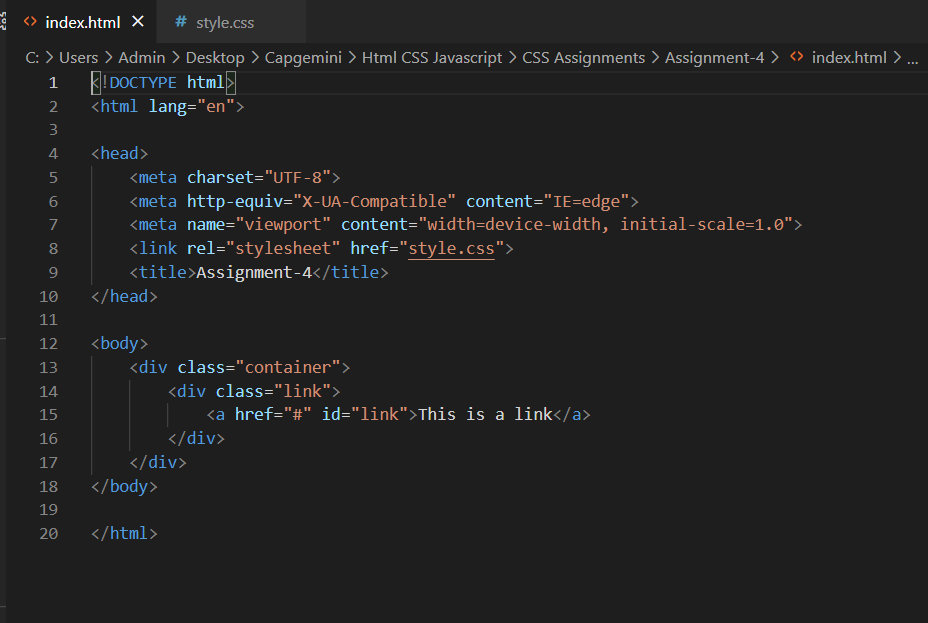 index.html
style.css
C: > Users > Admin > Desktop > Capgemini > Html CSS Javascript > CSS Assignments > Assignment-4 > index.html > ...
1 <!DOCTYPE html>
2 <html lang="en">
3
4 <head>
5     <meta charset="UTF-8">
6     <meta http-equiv="X-UA-Compatible" content="IE=edge">
7     <meta name="viewport" content="width=device-width, initial-scale=1.0">
8     <link rel="stylesheet" href="style.css">
9     <title>Assignment-4</title>
10 </head>
11
12 <body>
13     <div class="container">
14         <div class="link">
15             <a href="#" id="link">This is a link</a>
16         </div>
17     </div>
18 </body>
19
20 </html>